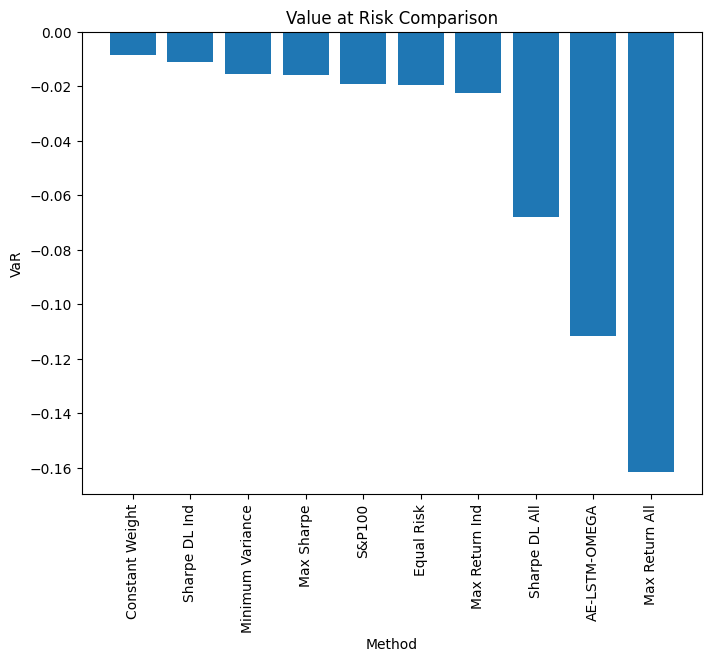 Value at Risk Comparison
0.00
−0.02
−0.04
−0.06
−0.08
−0.10
−0.12
−0.14
−0.16
VaR
Constant Weight
Sharpe DL Ind
Minimum Variance
Max Sharpe
S&P100
Equal Risk
Max Return Ind
Sharpe DL All
AE-LSTM-OMEGA
Max Return All
Method